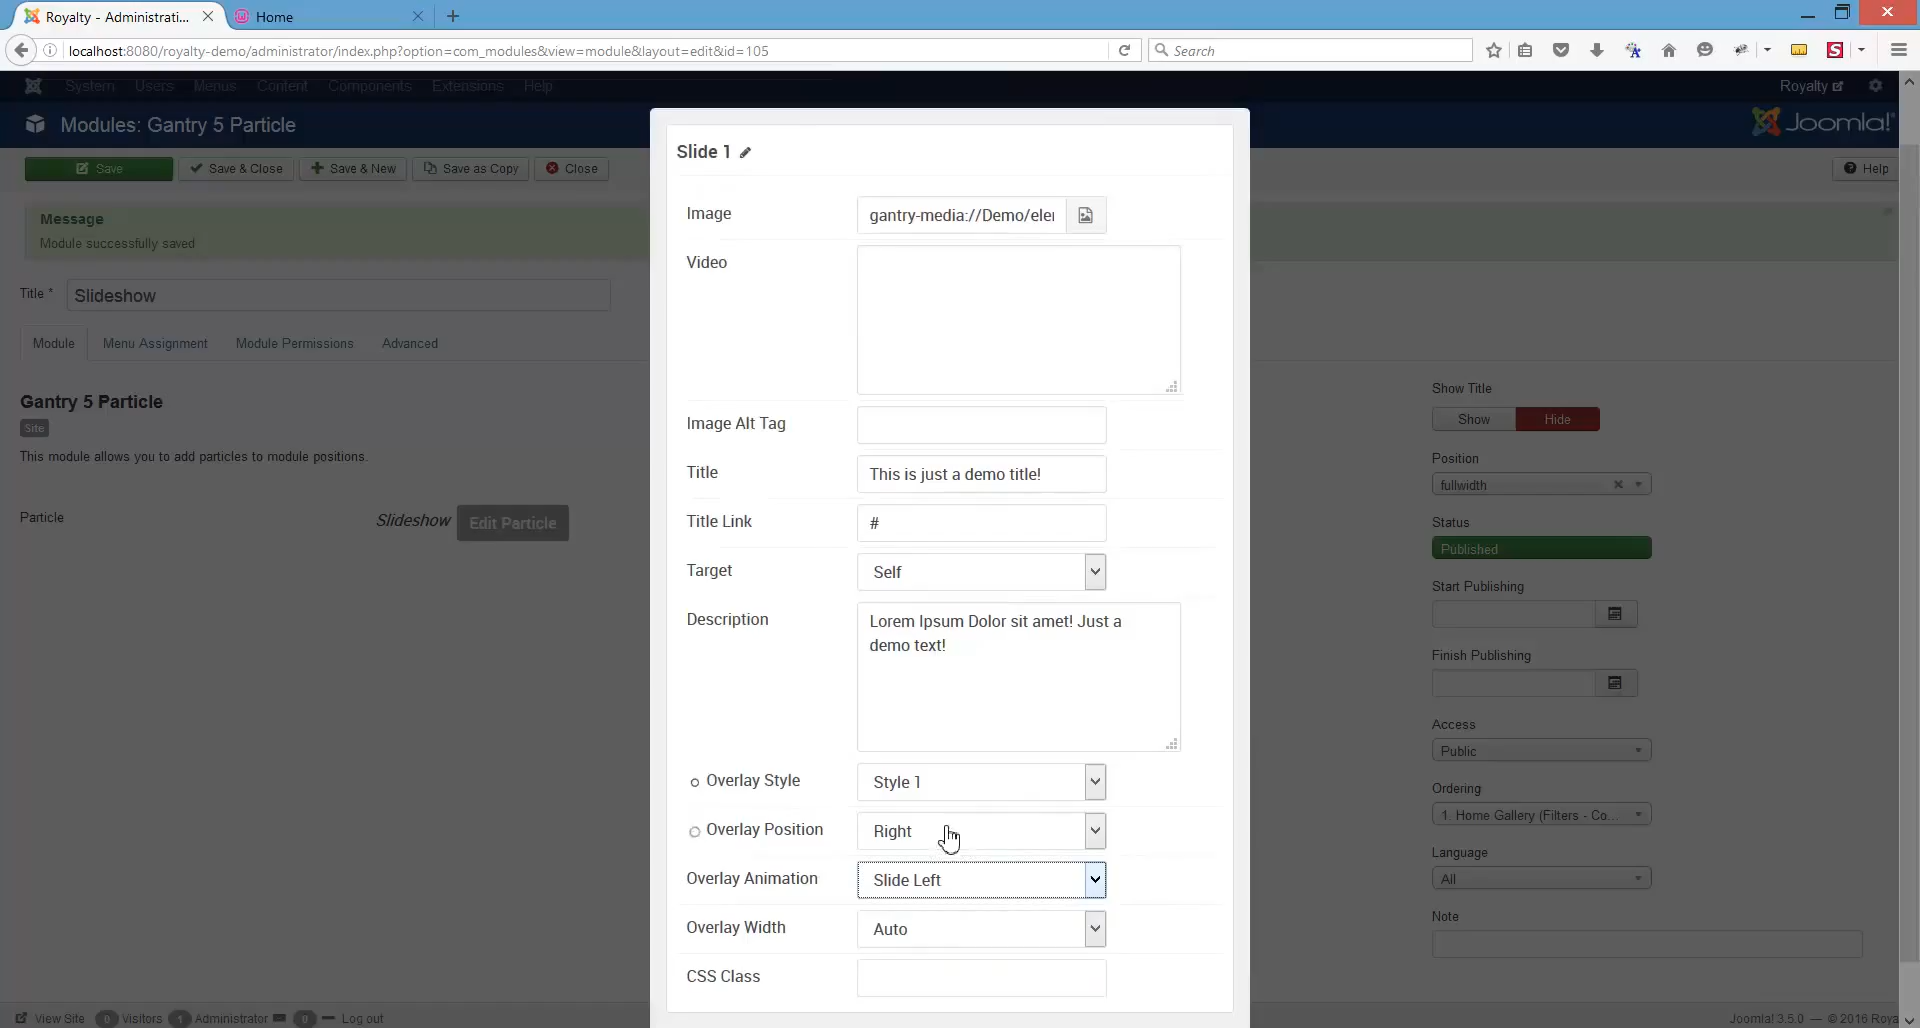 Royalty - Administrati...
Home
localhost:8080/royalty-demo/administrator/index.php?option=com_modules&view=module&layout=edit&id=105
Search
System Users Menus Content Components Extensions Help
Royalty
Modules: Gantry 5 Particle
Joomla!
Save
Save & Close
Save & New
Save as Copy
Close
Help
Message
Module successfully saved
Title * Slideshow
Module Menu Assignment Module Permissions Advanced
Gantry 5 Particle
Site
This module allows you to add particles to module positions.
Particle Slideshow Edit Particle
Slide 1
Image gantry-media://Demo/eler
Video
Image Alt Tag
Title This is just a demo title!
Title Link #
Target Self
Description Lorem Ipsum Dolor sit amet! Just a
demo text!
Overlay Style Style 1
Overlay Position Right
Overlay Animation Slide Left
Overlay Width Auto
CSS Class
Show Title
Show Hide
Position
fullwidth
Status
Published
Start Publishing
Finish Publishing
Access
Public
Ordering
1. Home Gallery (Filters - Co...
Language
All
Note
View Site 0 Visitors 1 Administrator 0 Log out
Joomla! 3.5.0 — © 2016 Roya